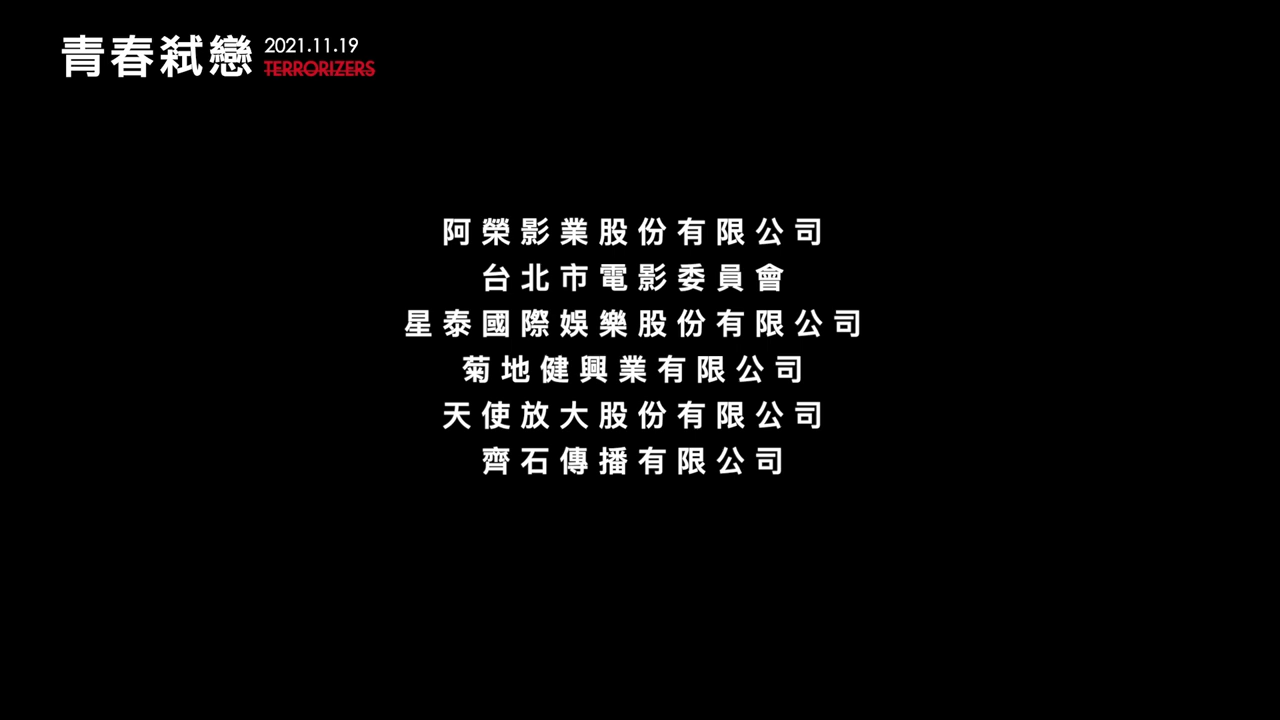 青春弒戀
2021.11.19
TERRORIZERS
阿榮影業股份有限公司
台北市電影委員會
星泰國際娛樂股份有限公司
菊地健興業有限公司
天使放大股份有限公司
齊石傳播有限公司